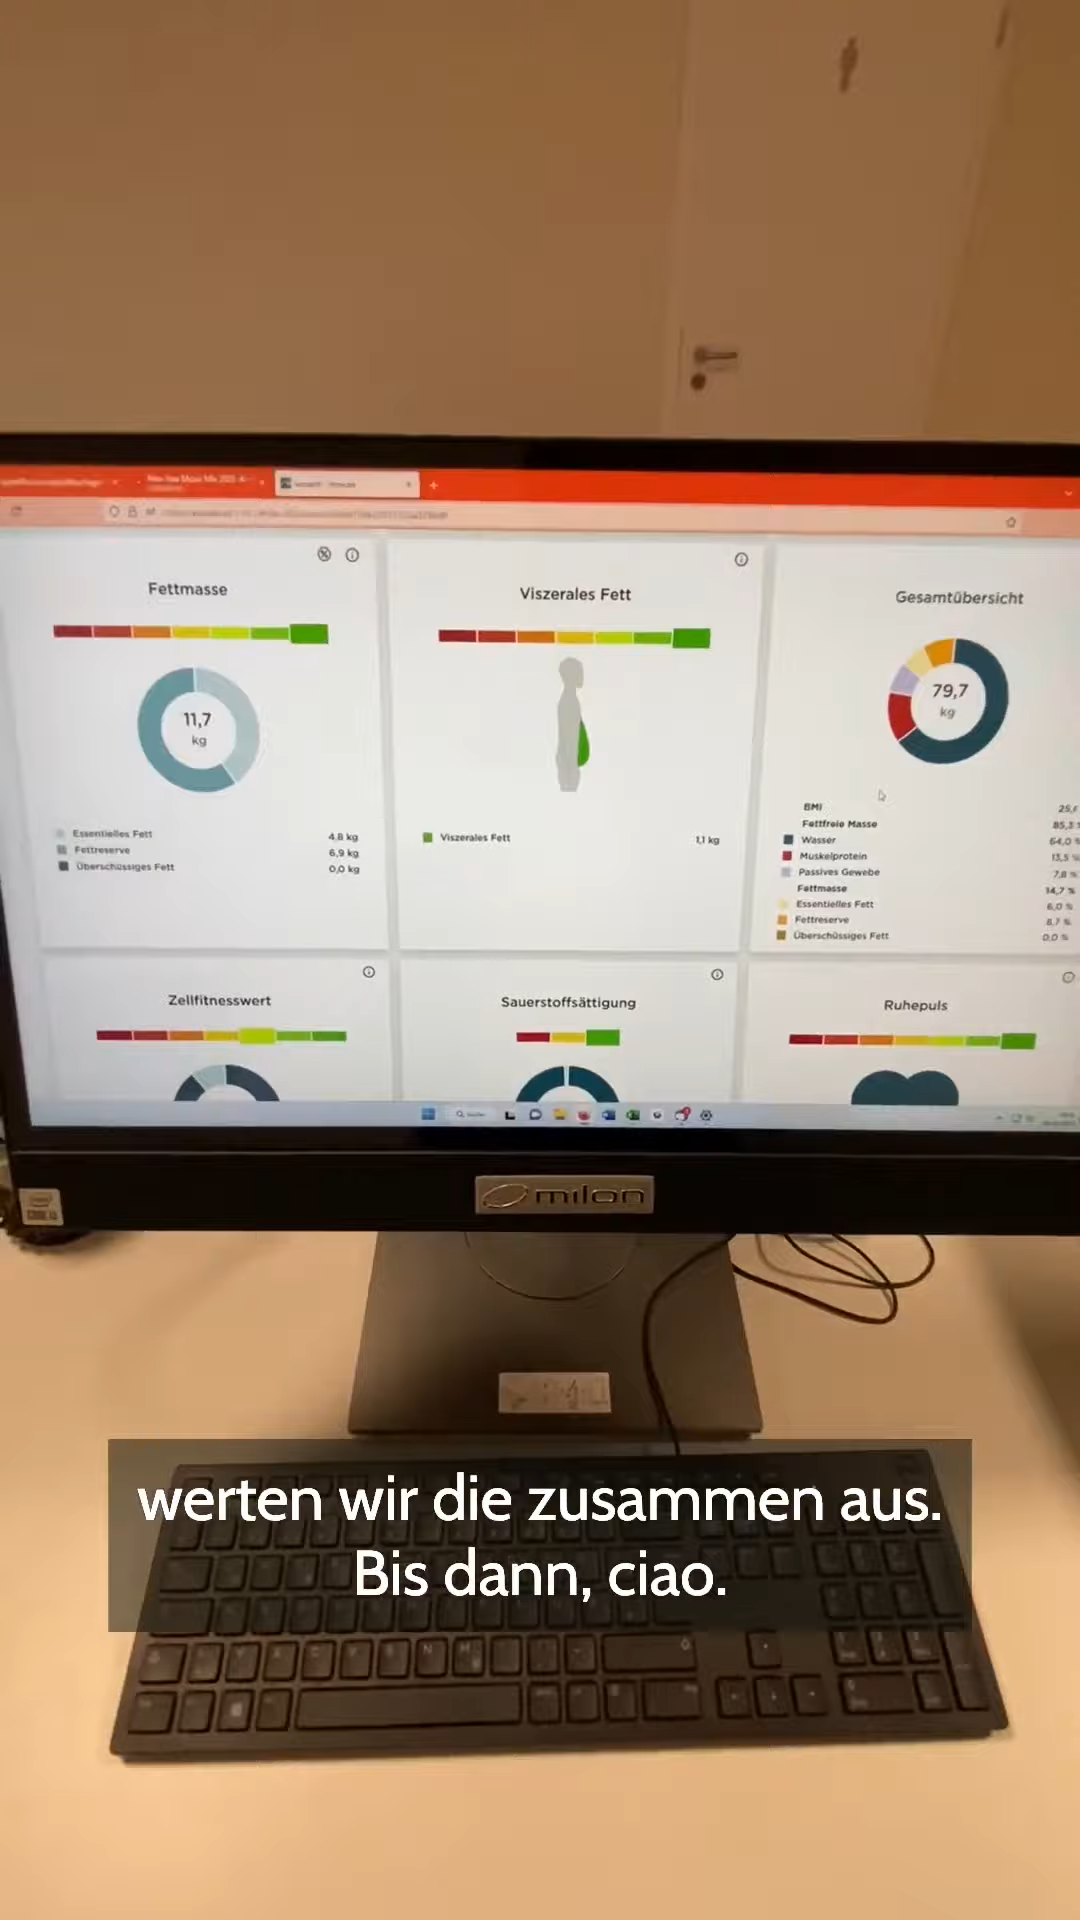 Fettmasse
11,7
kg
Essentielles Fett 4,8 kg
Fettreserve 6,9 kg
Überschüssiges Fett 0,0 kg
Viszerales Fett
Viszerales Fett 1,1 kg
Gesamtübersicht
79,7
kg
BMI 25,
Fettfreie Masse 85,3
Wasser 64,0 %
Muskelprotein 13,5 %
Passives Gewebe 7,8 %
Fettmasse 14,7 %
Essentielles Fett 6,0 %
Fettreserve 8,7 %
Überschüssiges Fett 0,0 %
Zellfitnesswert
Sauerstoffsättigung
Ruhepuls
milon
werten wir die zusammen aus.
Bis dann, ciao.